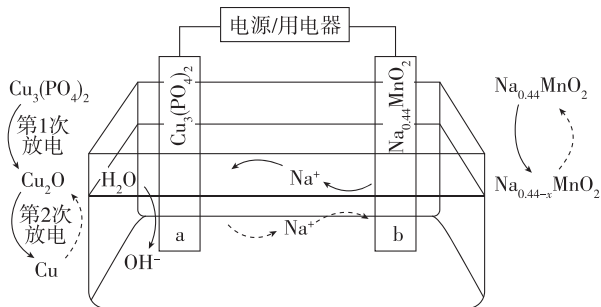 电源/用电器
Cu₃(PO₄)₂
第1次
放电
Cu₂O
第2次
放电
Cu
H₂O
OH⁻
Cu₃(PO₄)₂
a
Na⁺
Na⁺
Na₀.₄₄MnO₂
b
Na₀.₄₄MnO₂
Na₀.₄₄₋ₓMnO₂